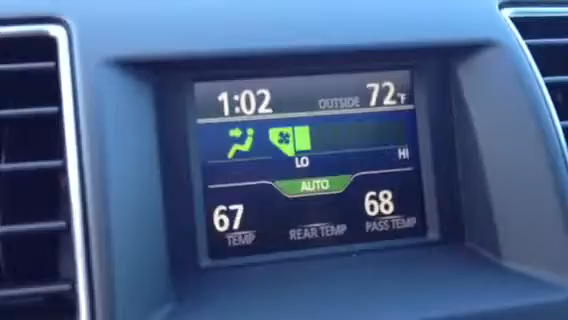 1:02 OUTSIDE 72°F
LO HI
AUTO
67 68
TEMP REAR TEMP PASS TEMP